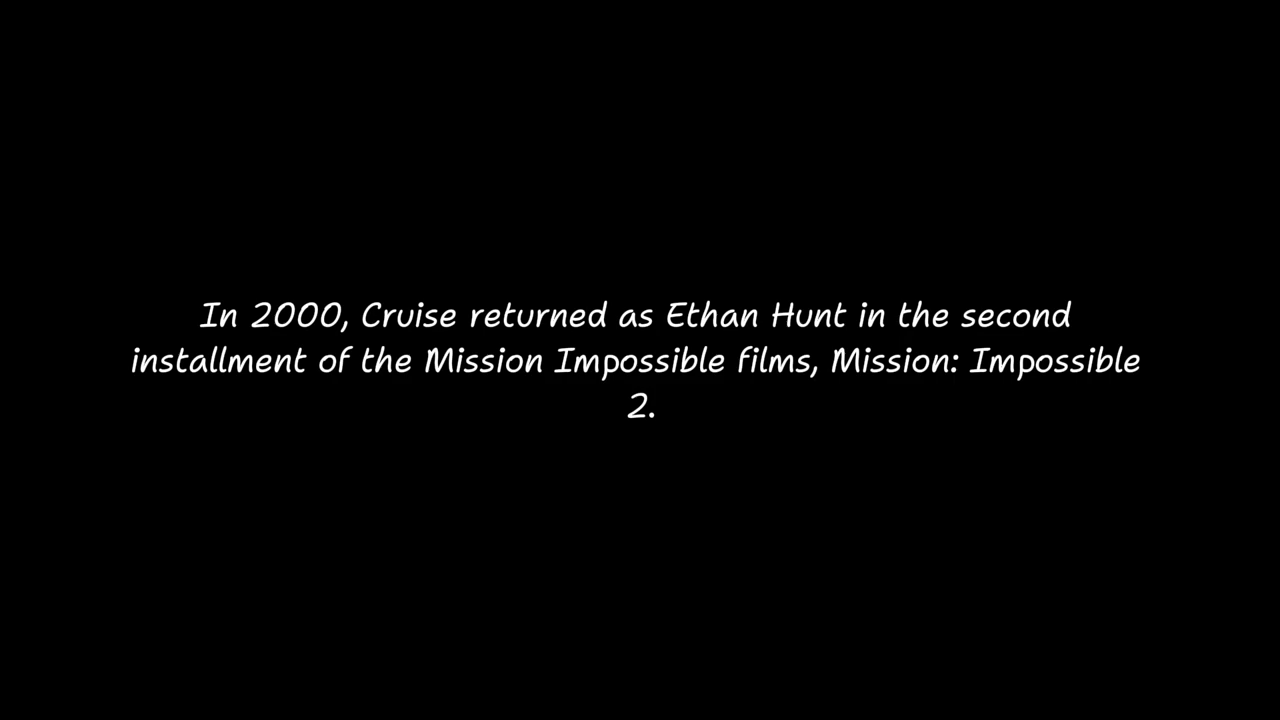 In 2000, Cruise returned as Ethan Hunt in the second
installment of the Mission Impossible films, Mission: Impossible
2.